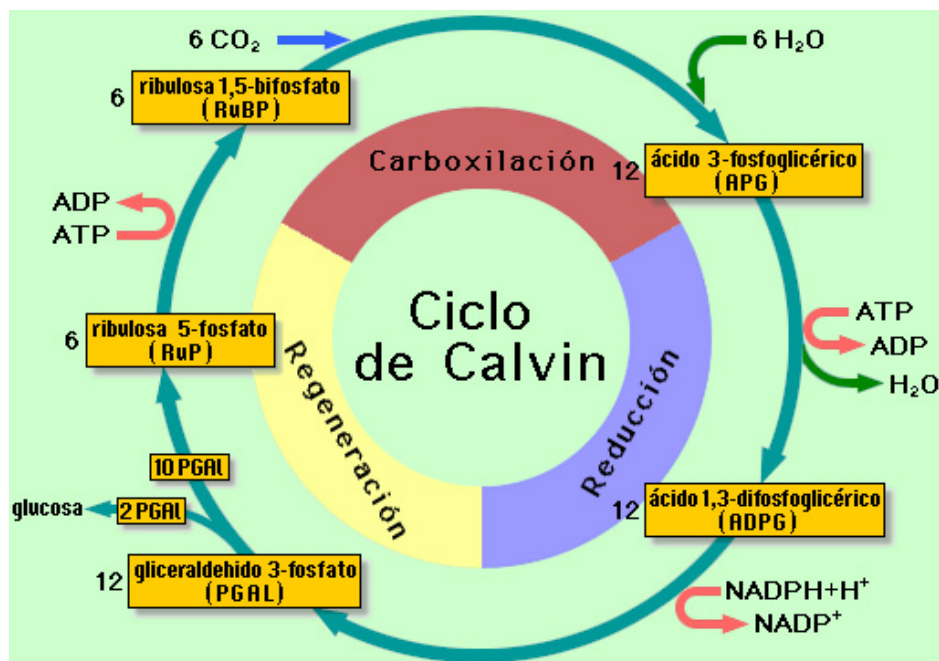 6 CO₂
6 H₂O
6
ribulosa 1,5-bifosfato
(RuBP)
Carboxilación
12
ácido 3-fosfoglicérico
(APG)
ADP
ATP
Ciclo
de Calvin
ATP
ADP
H₂O
6
ribulosa 5-fosfato
(RuP)
Regeneración
Reducción
10 PGAl
glucosa
2 PGAl
12
ácido 1,3-difosfoglicérico
(ADPG)
12
gliceraldehido 3-fosfato
(PGAL)
NADPH+H⁺
NADP⁺